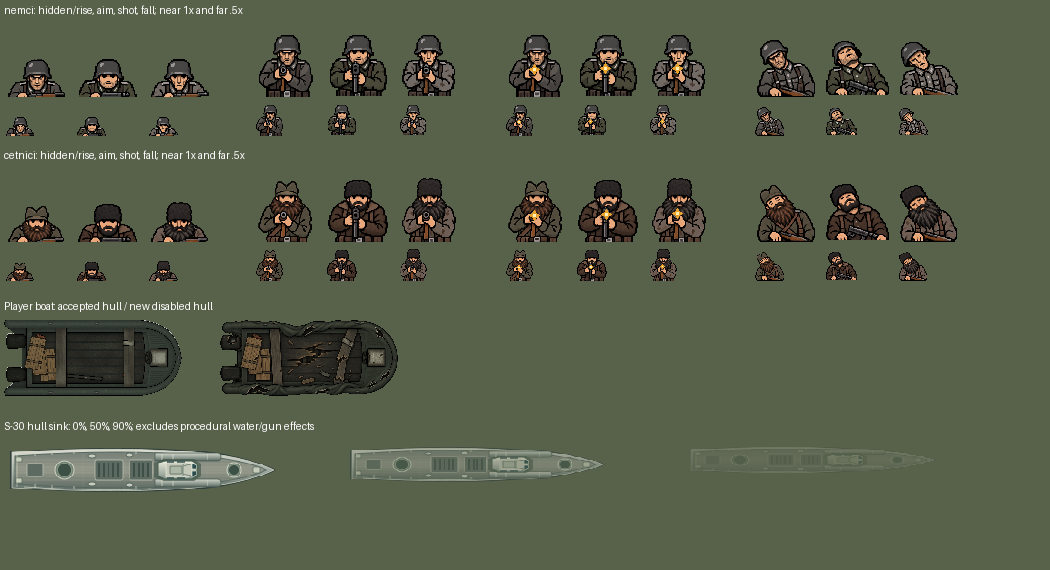 nemci: hidden/rise, aim, shot, fall; near 1x and far .5x
cetnici: hidden/rise, aim, shot, fall; near 1x and far .5x
Player boat: accepted hull / new disabled hull
S-30 hull sink: 0%, 50%, 90%; excludes procedural water/gun effects